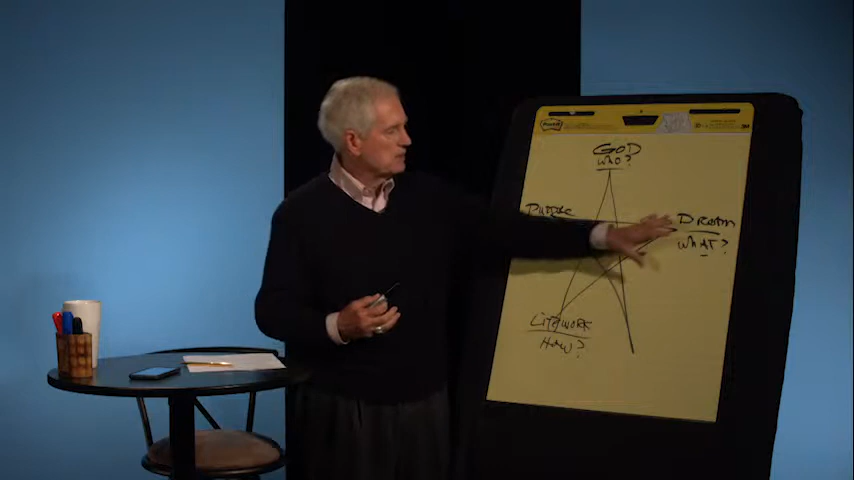 GOD
WHO?
PURPOSE
DREAM
WHAT?
LIFEWORK
HOW?